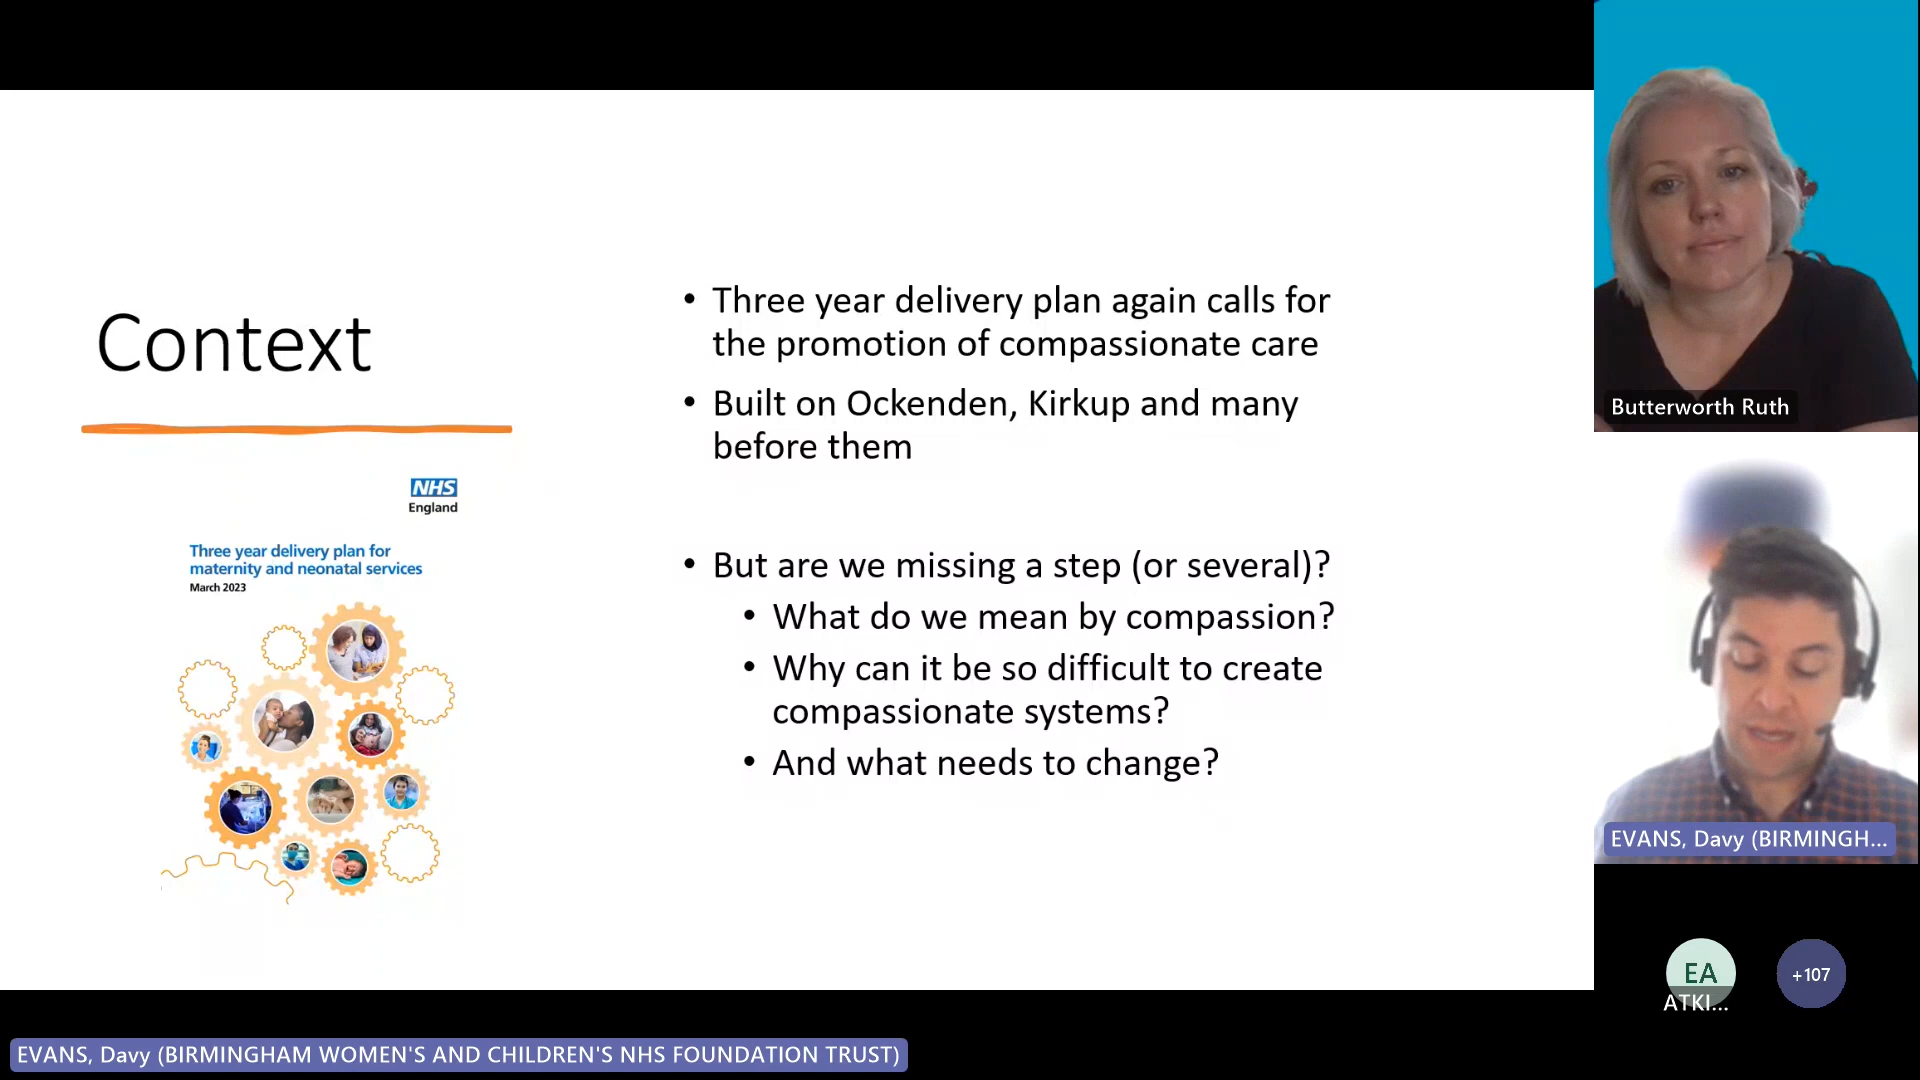 Context
NHS
England
Three year delivery plan for
maternity and neonatal services
March 2023
• Three year delivery plan again calls for
the promotion of compassionate care
• Built on Ockenden, Kirkup and many
before them
• But are we missing a step (or several)?
• What do we mean by compassion?
• Why can it be so difficult to create
compassionate systems?
• And what needs to change?
Butterworth Ruth
EVANS, Davy (BIRMINGH...
EA
ATKI...
+107
EVANS, Davy (BIRMINGHAM WOMEN'S AND CHILDREN'S NHS FOUNDATION TRUST)